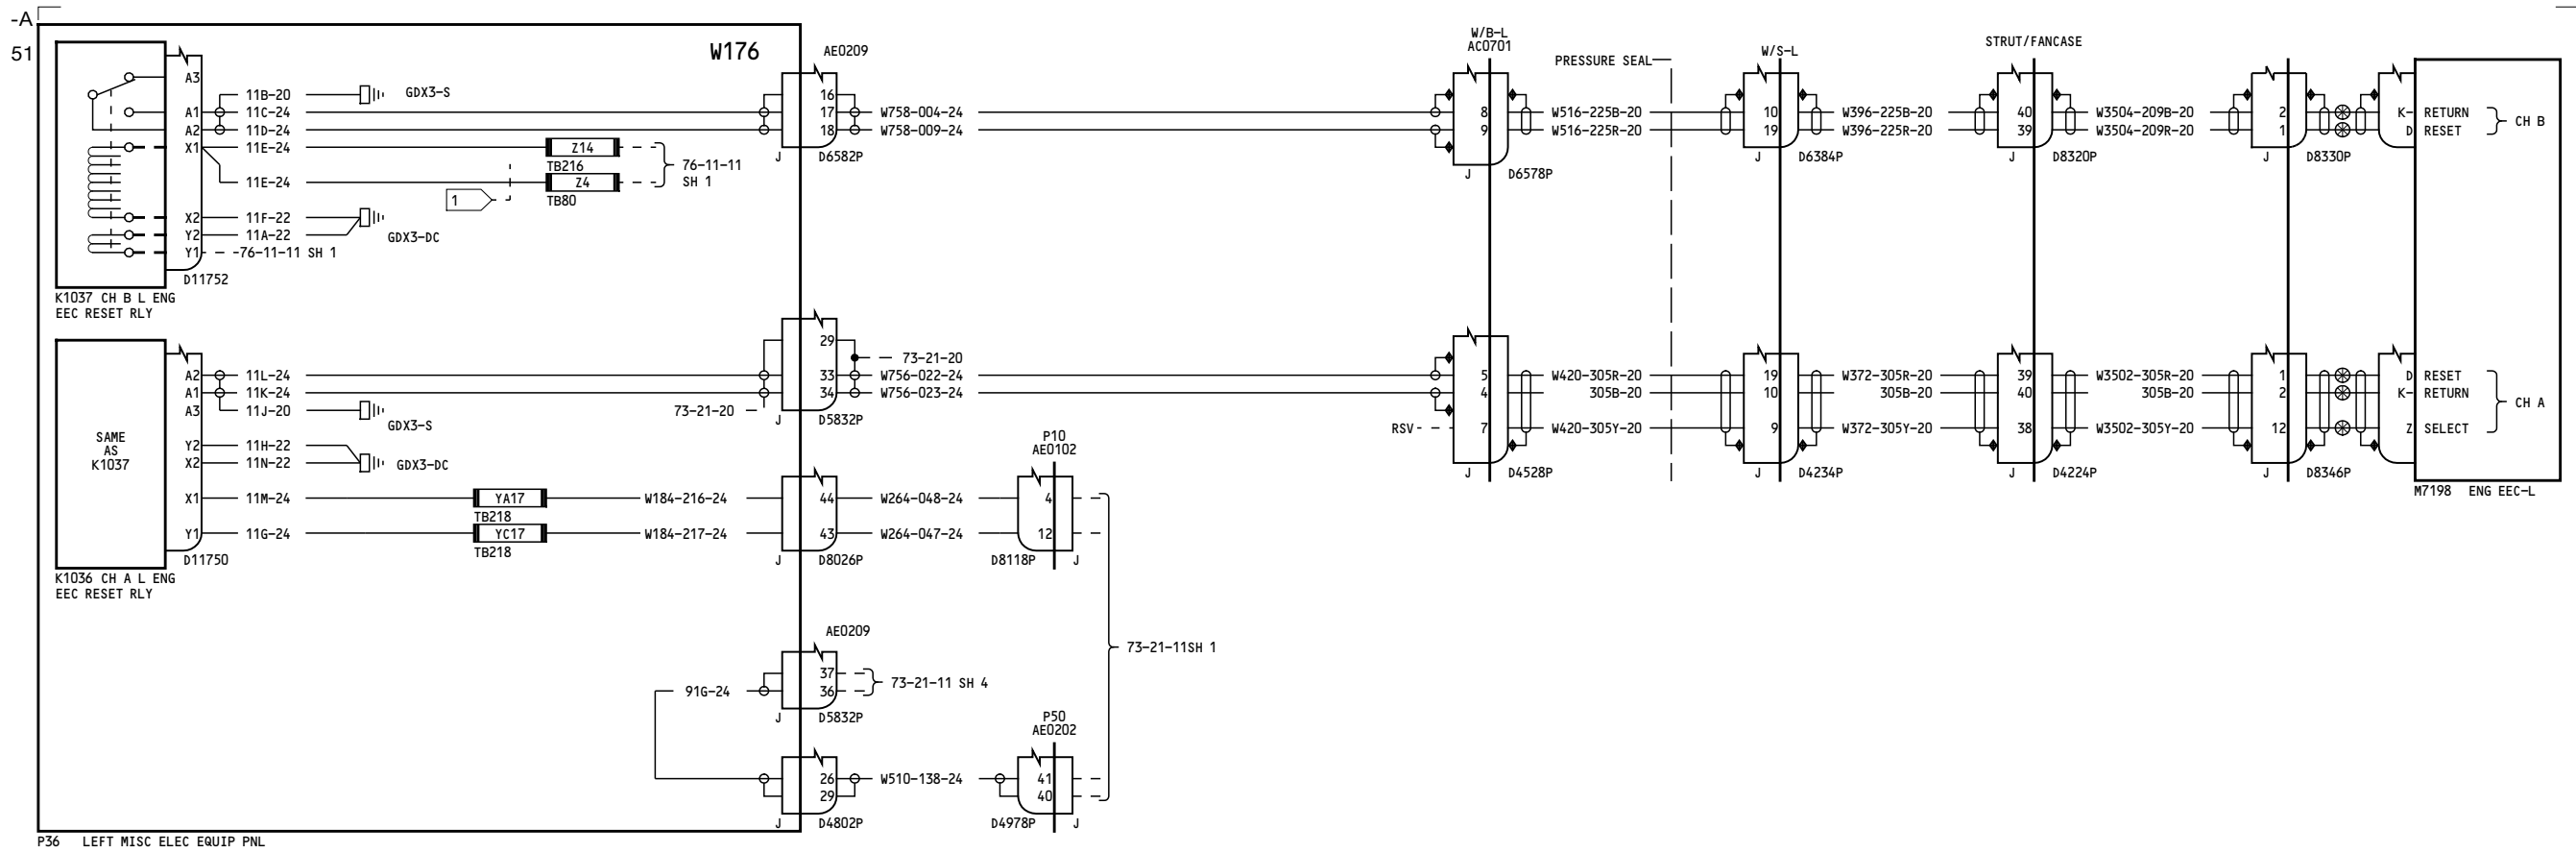 -A
51
W176
AE0209
W/B-L
AC0701
PRESSURE SEAL
W/S-L
STRUT/FANCASE
A3
11B-20
GDX3-S
16
A1
11C-24
17
W758-004-24
8
W516-225B-20
10
W396-225B-20
40
W3504-209B-20
2
K-
RETURN
A2
11D-24
18
W758-009-24
9
W516-225R-20
19
W396-225R-20
39
W3504-209R-20
1
D
RESET
CH B
X1
11E-24
Z14
J
D6582P
J
D6384P
J
D8320P
J
D8330P
TB216
76-11-11
SH 1
J
D6578P
11E-24
Z4
1
TB80
X2
11F-22
Y2
11A-22
GDX3-DC
Y1
-76-11-11 SH 1
D11752
K1037 CH B L ENG
EEC RESET RLY
29
73-21-20
A2
11L-24
33
W756-022-24
5
W420-305R-20
19
W372-305R-20
39
W3502-305R-20
1
D
RESET
A1
11K-24
34
W756-023-24
4
305B-20
10
305B-20
40
305B-20
2
K-
RETURN
CH A
A3
11J-20
GDX3-S
73-21-20
J
D5832P
RSV
7
W420-305Y-20
9
W372-305Y-20
38
W3502-305Y-20
12
Z
SELECT
SAME
AS
K1037
Y2
11H-22
X2
11N-22
GDX3-DC
P10
AE0102
J
D4528P
J
D4234P
J
D4224P
J
D8346P
M7198 ENG EEC-L
X1
11M-24
YA17
W184-216-24
44
W264-048-24
4
TB218
Y1
11G-24
YC17
W184-217-24
43
W264-047-24
12
TB218
D11750
J
D8026P
D8118P
J
K1036 CH A L ENG
EEC RESET RLY
AE0209
73-21-11SH 1
37
91G-24
36
73-21-11 SH 4
J
D5832P
P50
AE0202
26
W510-138-24
41
29
40
J
D4802P
D4978P
J
P36 LEFT MISC ELEC EQUIP PNL